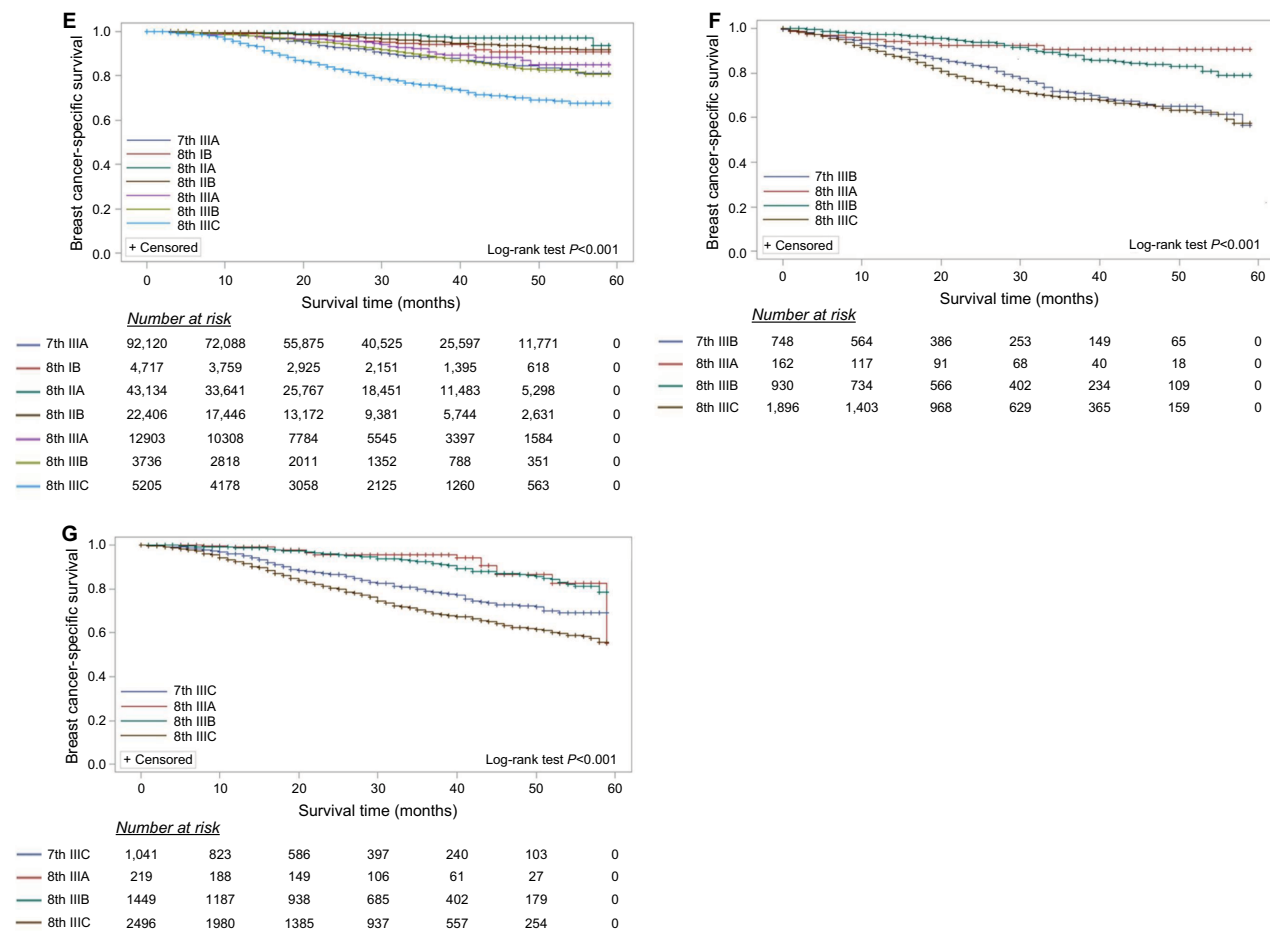 E
Breast cancer-specific survival
1.0
0.8
0.6
0.4
0.2
0.0
7th IIIA
8th IB
8th IIA
8th IIB
8th IIIA
8th IIIB
8th IIIC
+ Censored
Log-rank test P<0.001
0 10 20 30 40 50 60
Survival time (months)
Number at risk
7th IIIA 92,120 72,088 55,875 40,525 25,597 11,771 0
8th IB 4,717 3,759 2,925 2,151 1,395 618 0
8th IIA 43,134 33,641 25,767 18,451 11,483 5,298 0
8th IIB 22,406 17,446 13,172 9,381 5,744 2,631 0
8th IIIA 12903 10308 7784 5545 3397 1584 0
8th IIIB 3736 2818 2011 1352 788 351 0
8th IIIC 5205 4178 3058 2125 1260 563 0
F
Breast cancer-specific survival
1.0
0.8
0.6
0.4
0.2
0.0
7th IIIB
8th IIIA
8th IIIB
8th IIIC
+ Censored
Log-rank test P<0.001
0 10 20 30 40 50 60
Survival time (months)
Number at risk
7th IIIB 748 564 386 253 149 65 0
8th IIIA 162 117 91 68 40 18 0
8th IIIB 930 734 566 402 234 109 0
8th IIIC 1,896 1,403 968 629 365 159 0
G
Breast cancer-specific survival
1.0
0.8
0.6
0.4
0.2
0.0
7th IIIC
8th IIIA
8th IIIB
8th IIIC
+ Censored
Log-rank test P<0.001
0 10 20 30 40 50 60
Survival time (months)
Number at risk
7th IIIC 1,041 823 586 397 240 103 0
8th IIIA 219 188 149 106 61 27 0
8th IIIB 1449 1187 938 685 402 179 0
8th IIIC 2496 1980 1385 937 557 254 0